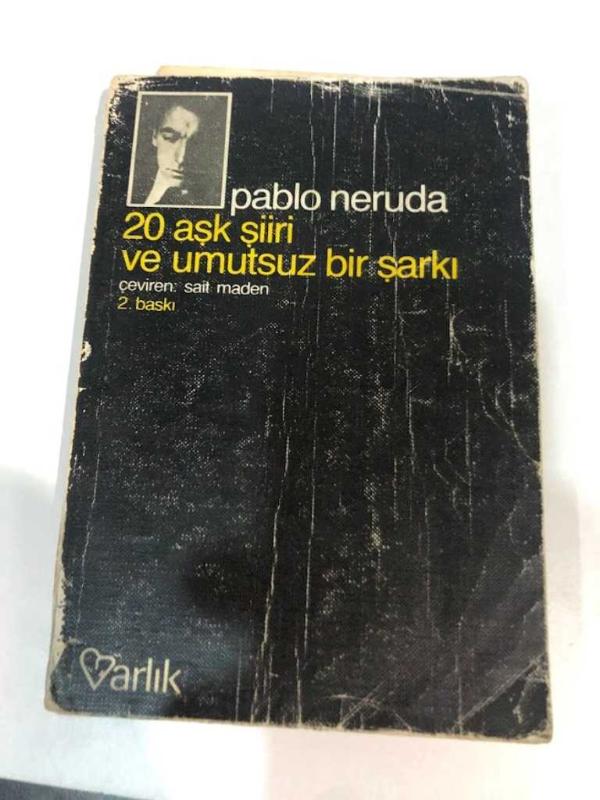 pablo neruda
20 aşk şiiri
ve umutsuz bir şarkı
çeviren: sait maden
2. baskı
Varlık